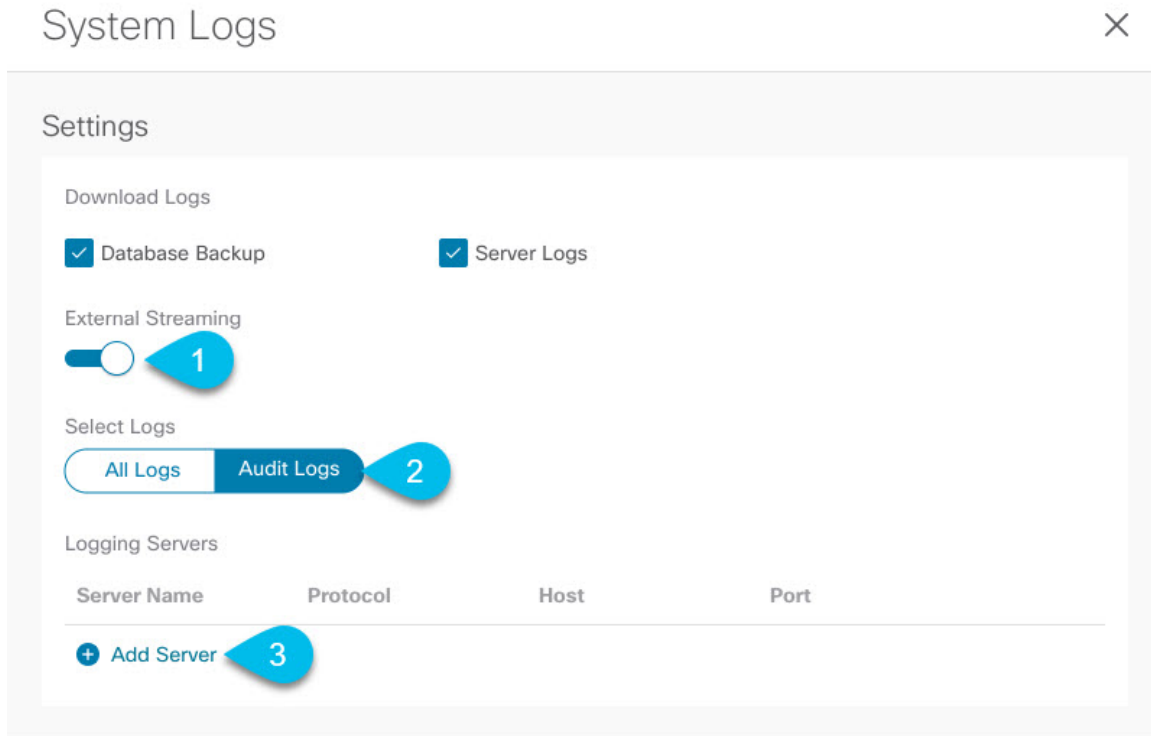 System Logs
Settings
Download Logs
Database Backup Server Logs
External Streaming
1
Select Logs
All Logs Audit Logs 2
Logging Servers
Server Name Protocol Host Port
Add Server 3